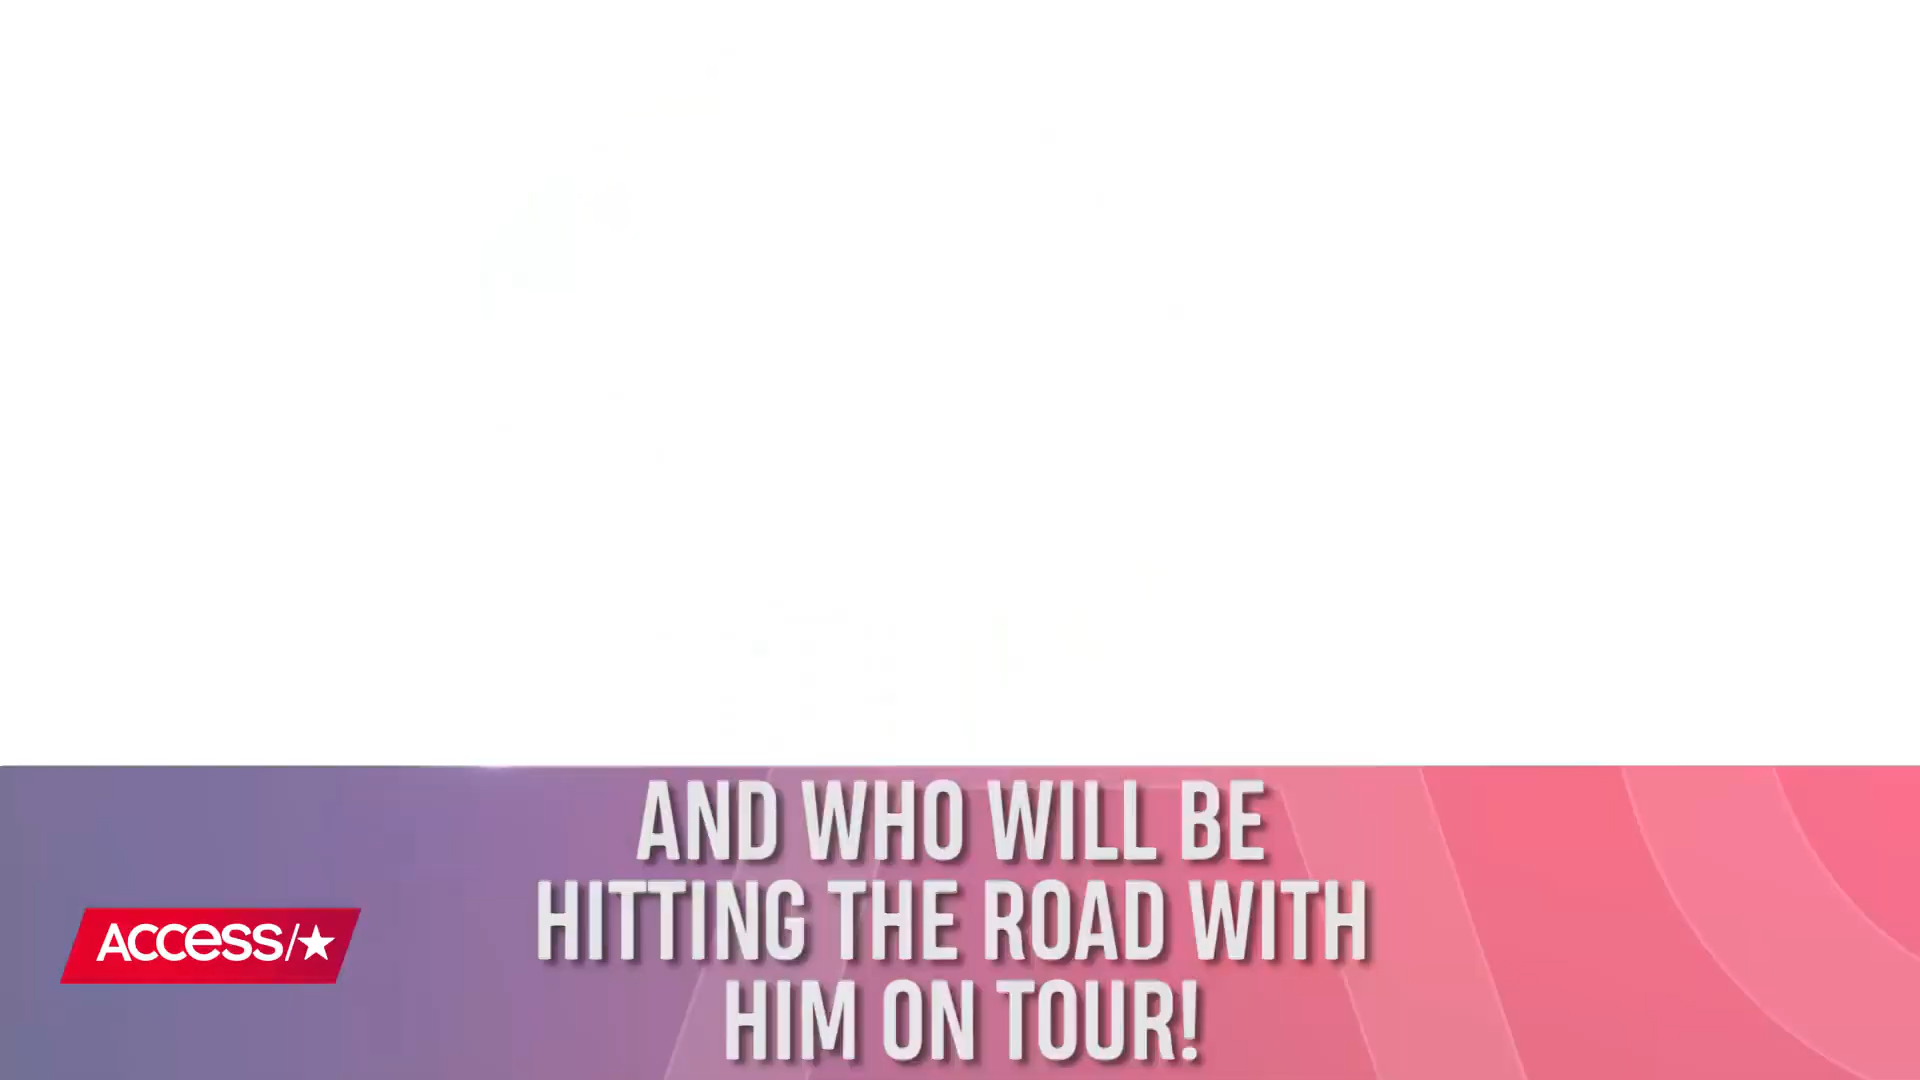 AND WHO WILL BE
HITTING THE ROAD WITH
HIM ON TOUR!
ACCESS/★